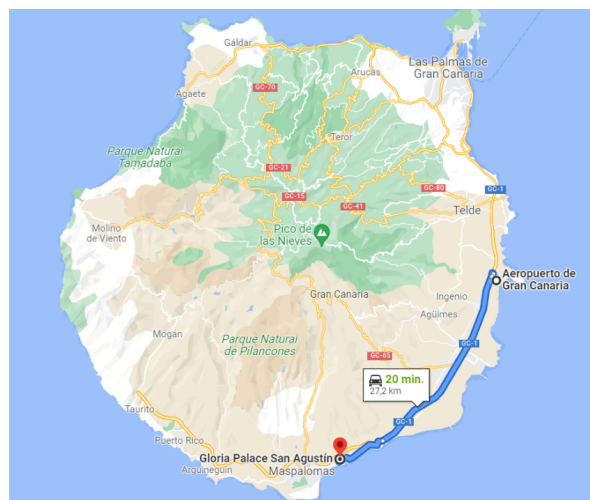 Gáldar
Las Palmas de
Gran Canaria
Arucas
GC-70
Agaete
Teror
Parque Natural
Tamadaba
GC-21
GC-80
GC-1
GC-15
GC-41
Telde
Molino
de Viento
Pico de
las Nieves
Aeropuerto de
Gran Canaria
Gran Canaria
Ingenio
Agüimes
Mogán
Parque Natural
de Pilancones
GC-1
GC-65
20 min.
27,2 km
Taurito
GC-1
Puerto Rico
Gloria Palace San Agustín
Arguineguín
Maspalomas